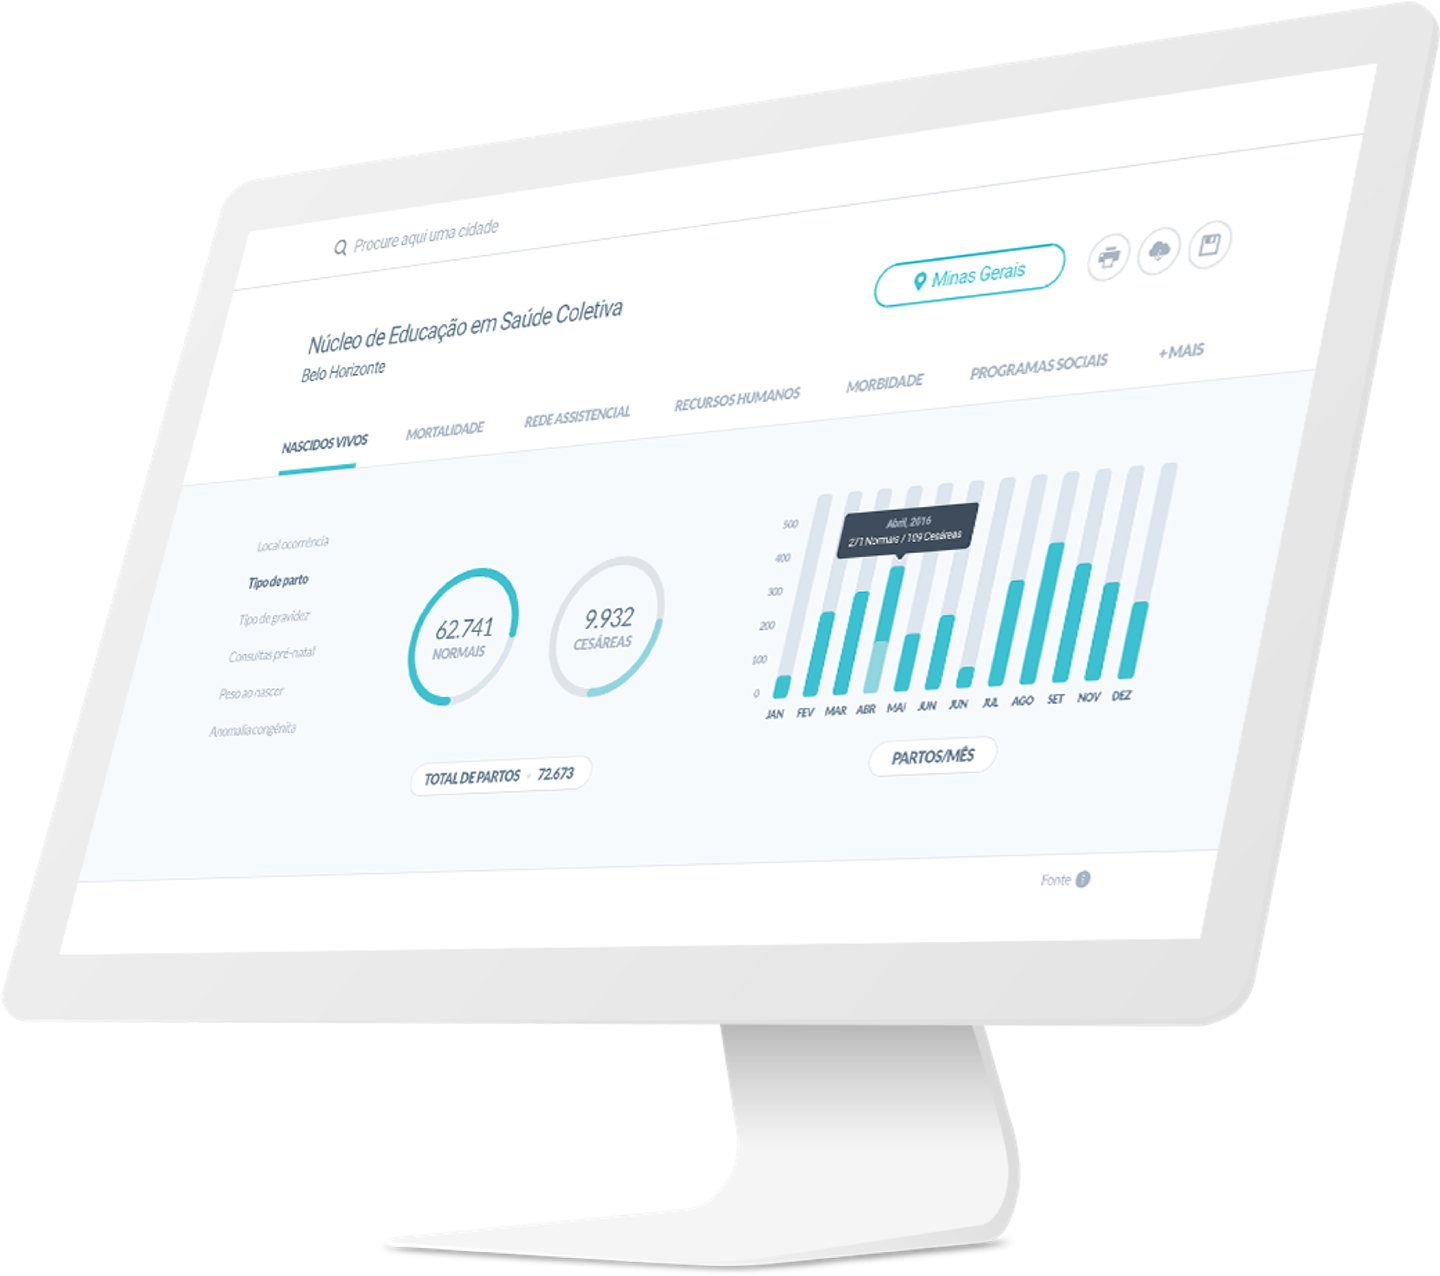 Procure aqui uma cidade
Minas Gerais
Núcleo de Educação em Saúde Coletiva
Belo Horizonte
NASCIDOS VIVOS
MORTALIDADE
REDE ASSISTENCIAL
RECURSOS HUMANOS
MORBIDADE
PROGRAMAS SOCIAIS
+ MAIS
Local ocorrência
Tipo de parto
Tipo de gravidez
Consultas pré-natal
Peso ao nascer
Anomalia congênita
62.741
NORMAIS
9.932
CESÁREAS
TOTAL DE PARTOS • 72.673
500
400
300
200
100
0
Abril, 2016
271 Normais / 109 Cesáreas
JAN FEV MAR ABR MAI JUN JUN JUL AGO SET NOV DEZ
PARTOS/MÊS
Fonte i